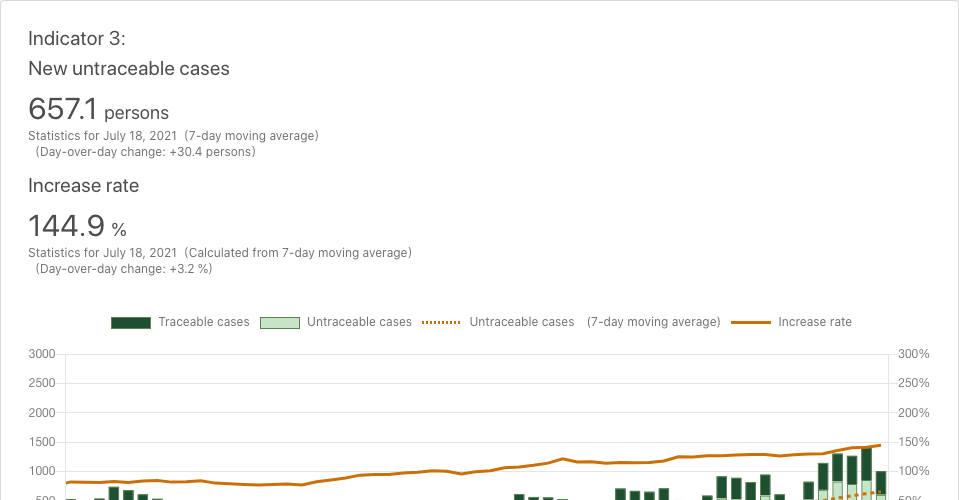 Indicator 3:
New untraceable cases
657.1 persons
Statistics for July 18, 2021 (7-day moving average)
(Day-over-day change: +30.4 persons)
Increase rate
144.9 %
Statistics for July 18, 2021 (Calculated from 7-day moving average)
(Day-over-day change: +3.2 %)
Traceable cases Untraceable cases Untraceable cases (7-day moving average) Increase rate
3000 300%
2500 250%
2000 200%
1500 150%
1000 100%
500 50%